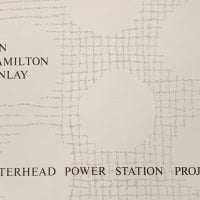 N
AMILTON
NLAY
TERHEAD POWER STATION PROJ